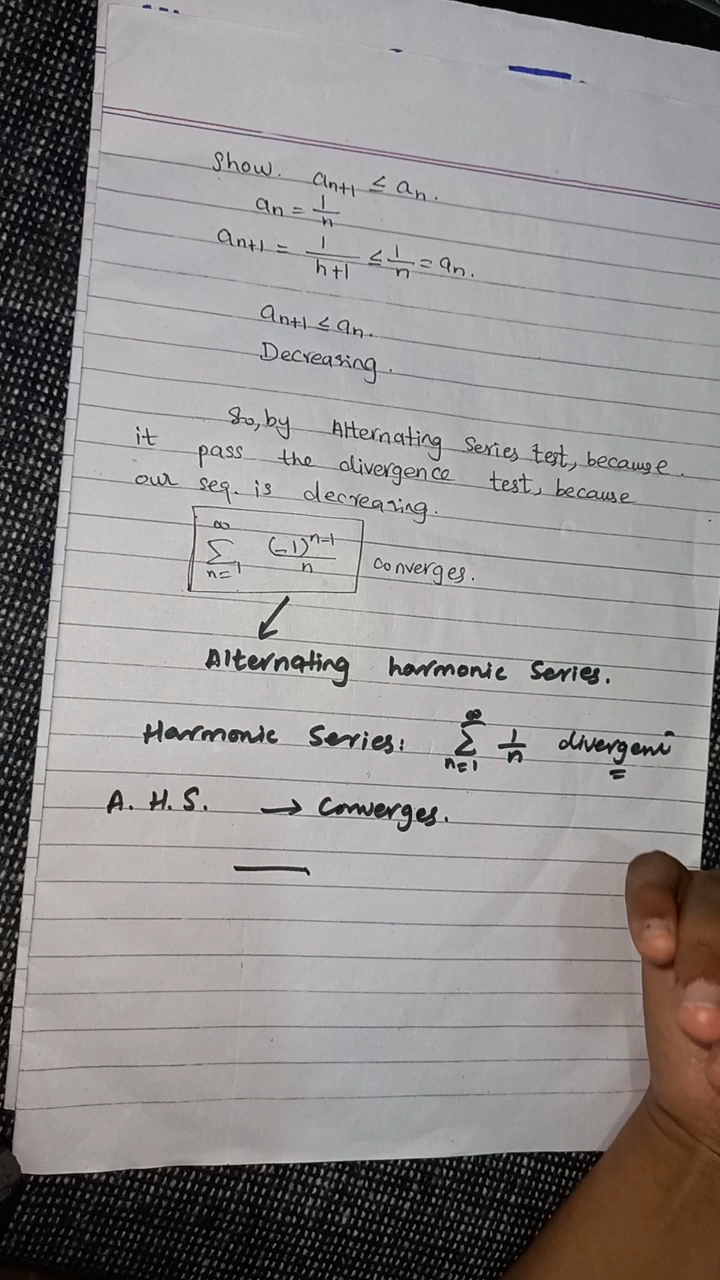 Show. an+1 ≤ an.
an = 1/n
an+1 = 1/n+1 ≤ 1/n = an.
an+1 ≤ an.
Decreasing.
So, by Alternating Series test, because
it pass the divergence test, because
our seq. is decreasing.
∞ Σ n=1 (-1)^n-1 / n converges.
↙
Alternating harmonic Series.
Harmonic Series: ∞ Σ n=1 1/n divergent
A. H. S. → Converges.